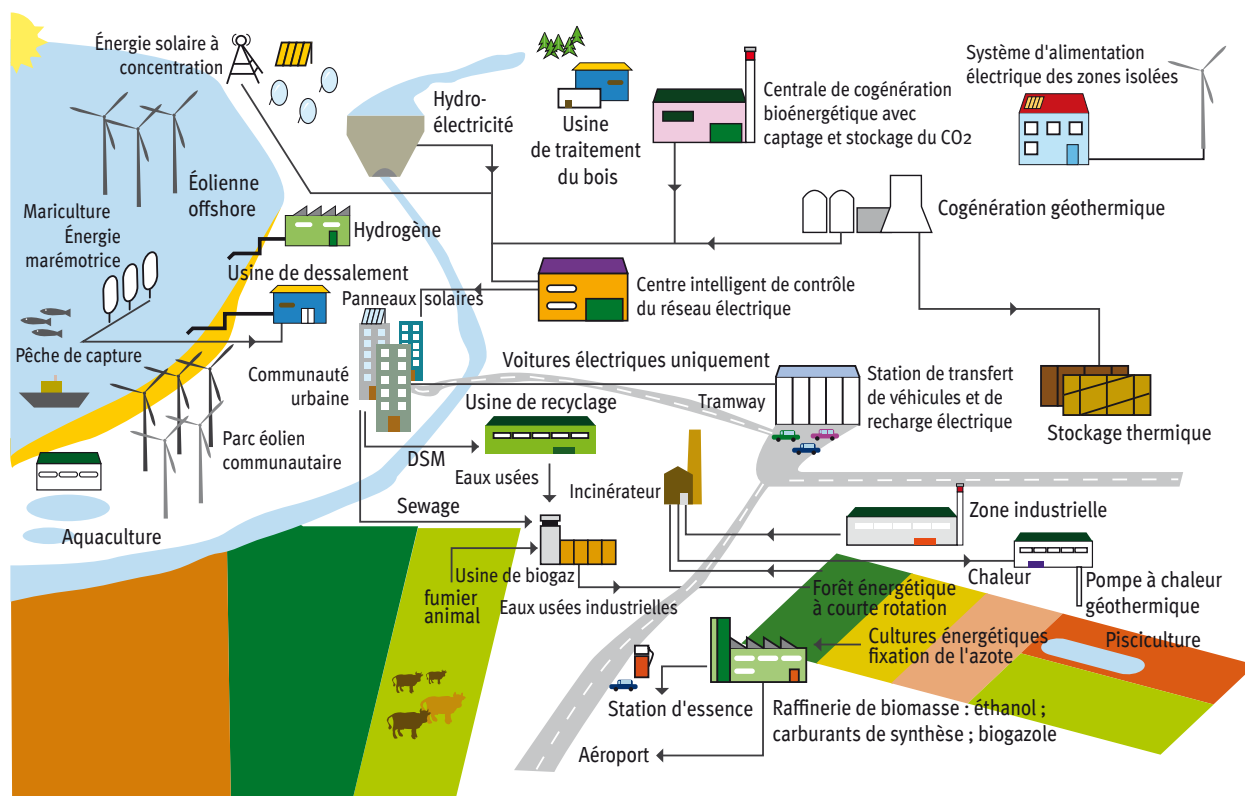 Énergie solaire à
concentration
Hydro-
électricité
Usine
de traitement
du bois
Centrale de cogénération
bioénergétique avec
captage et stockage du CO2
Système d'alimentation
électrique des zones isolées
Éolienne
offshore
Mariculture
Énergie
marémotrice
Hydrogène
Cogénération géothermique
Usine de dessalement
Panneaux solaires
Centre intelligent de contrôle
du réseau électrique
Pêche de capture
Communauté
urbaine
Voitures électriques uniquement
Tramway
Station de transfert
de véhicules et de
recharge électrique
Stockage thermique
Usine de recyclage
Parc éolien
communautaire
DSM
Eaux usées
Incinérateur
Sewage
Zone industrielle
Aquaculture
Usine de biogaz
fumier
animal
Eaux usées industrielles
Chaleur
Pompe à chaleur
géothermique
Forêt énergétique
à courte rotation
Cultures énergétiques
fixation de l'azote
Pisciculture
Station d'essence
Raffinerie de biomasse : éthanol ;
carburants de synthèse ; biogazole
Aéroport